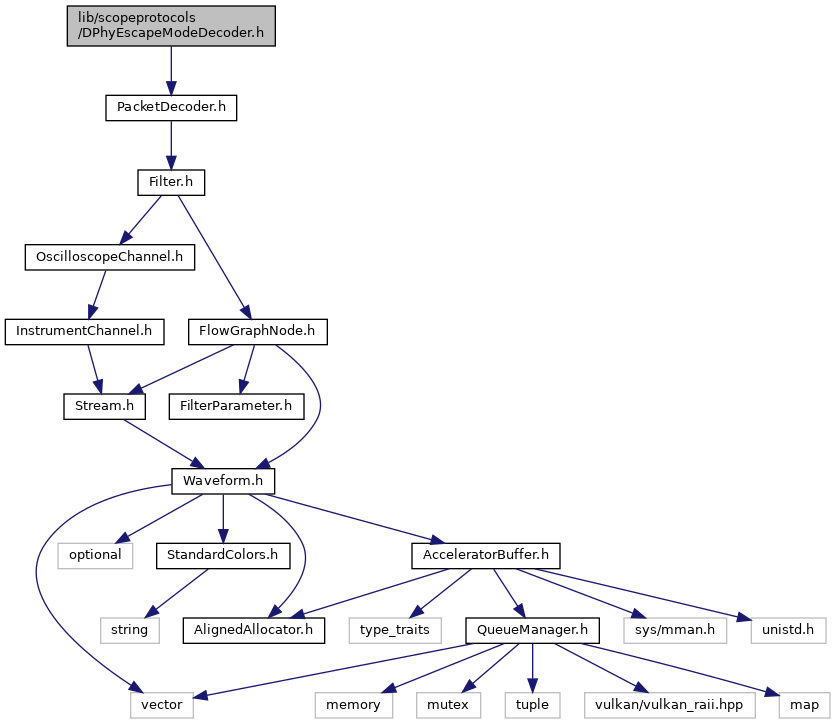 lib/scopeprotocols
/DPhyEscapeModeDecoder.h
PacketDecoder.h
Filter.h
OscilloscopeChannel.h
InstrumentChannel.h
FlowGraphNode.h
Stream.h
FilterParameter.h
Waveform.h
optional
StandardColors.h
AcceleratorBuffer.h
string
AlignedAllocator.h
type_traits
QueueManager.h
sys/mman.h
unistd.h
vector
memory
mutex
tuple
vulkan/vulkan_raii.hpp
map